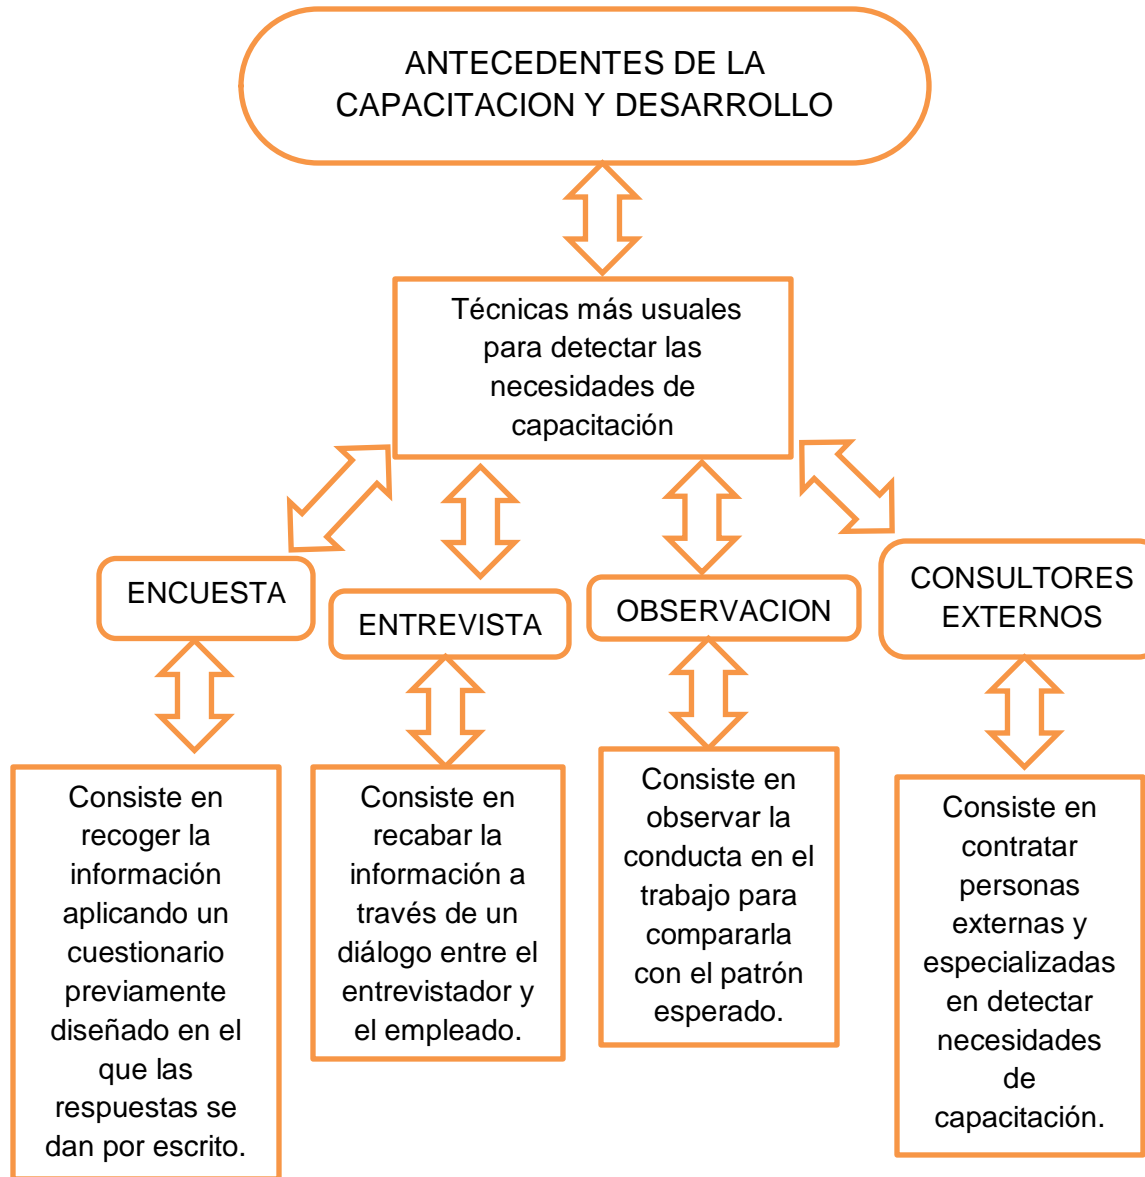 ANTECEDENTES DE LA
CAPACITACION Y DESARROLLO
Técnicas más usuales
para detectar las
necesidades de
capacitación
ENCUESTA
ENTREVISTA
OBSERVACION
CONSULTORES
EXTERNOS
Consiste en
recoger la
información
aplicando un
cuestionario
previamente
diseñado en el
que las
respuestas se
dan por escrito.
Consiste en
recabar la
información a
través de un
diálogo entre el
entrevistador y
el empleado.
Consiste en
observar la
conducta en el
trabajo para
compararla
con el patrón
esperado.
Consiste en
contratar
personas
externas y
especializadas
en detectar
necesidades
de
capacitación.